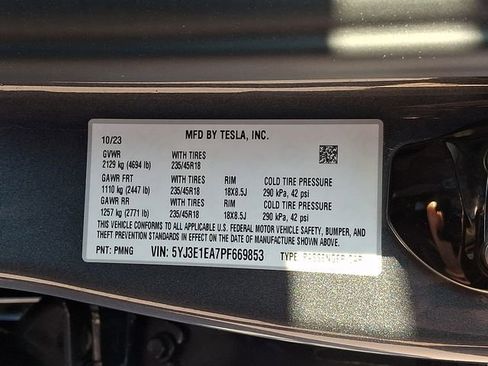 MFD BY TESLA, INC.
10/23
GVWR WITH TIRES
2129 kg (4694 lb) 235/45R18
GAWR FRT WITH TIRES RIM COLD TIRE PRESSURE
1110 kg (2447 lb) 235/45R18 18X8.5J 290 kPa, 42 psi
GAWR RR WITH TIRES RIM COLD TIRE PRESSURE
1257 kg (2771 lb) 235/45R18 18X8.5J 290 kPa, 42 psi
THIS VEHICLE CONFORMS TO ALL APPLICABLE U.S. FEDERAL MOTOR VEHICLE SAFETY, BUMPER, AND
THEFT PREVENTION STANDARDS IN EFFECT ON THE DATE OF MANUFACTURE SHOWN ABOVE.
PNT: PMNG VIN: 5YJ3E1EA7PF669853 TYPE: PASSENGER CAR